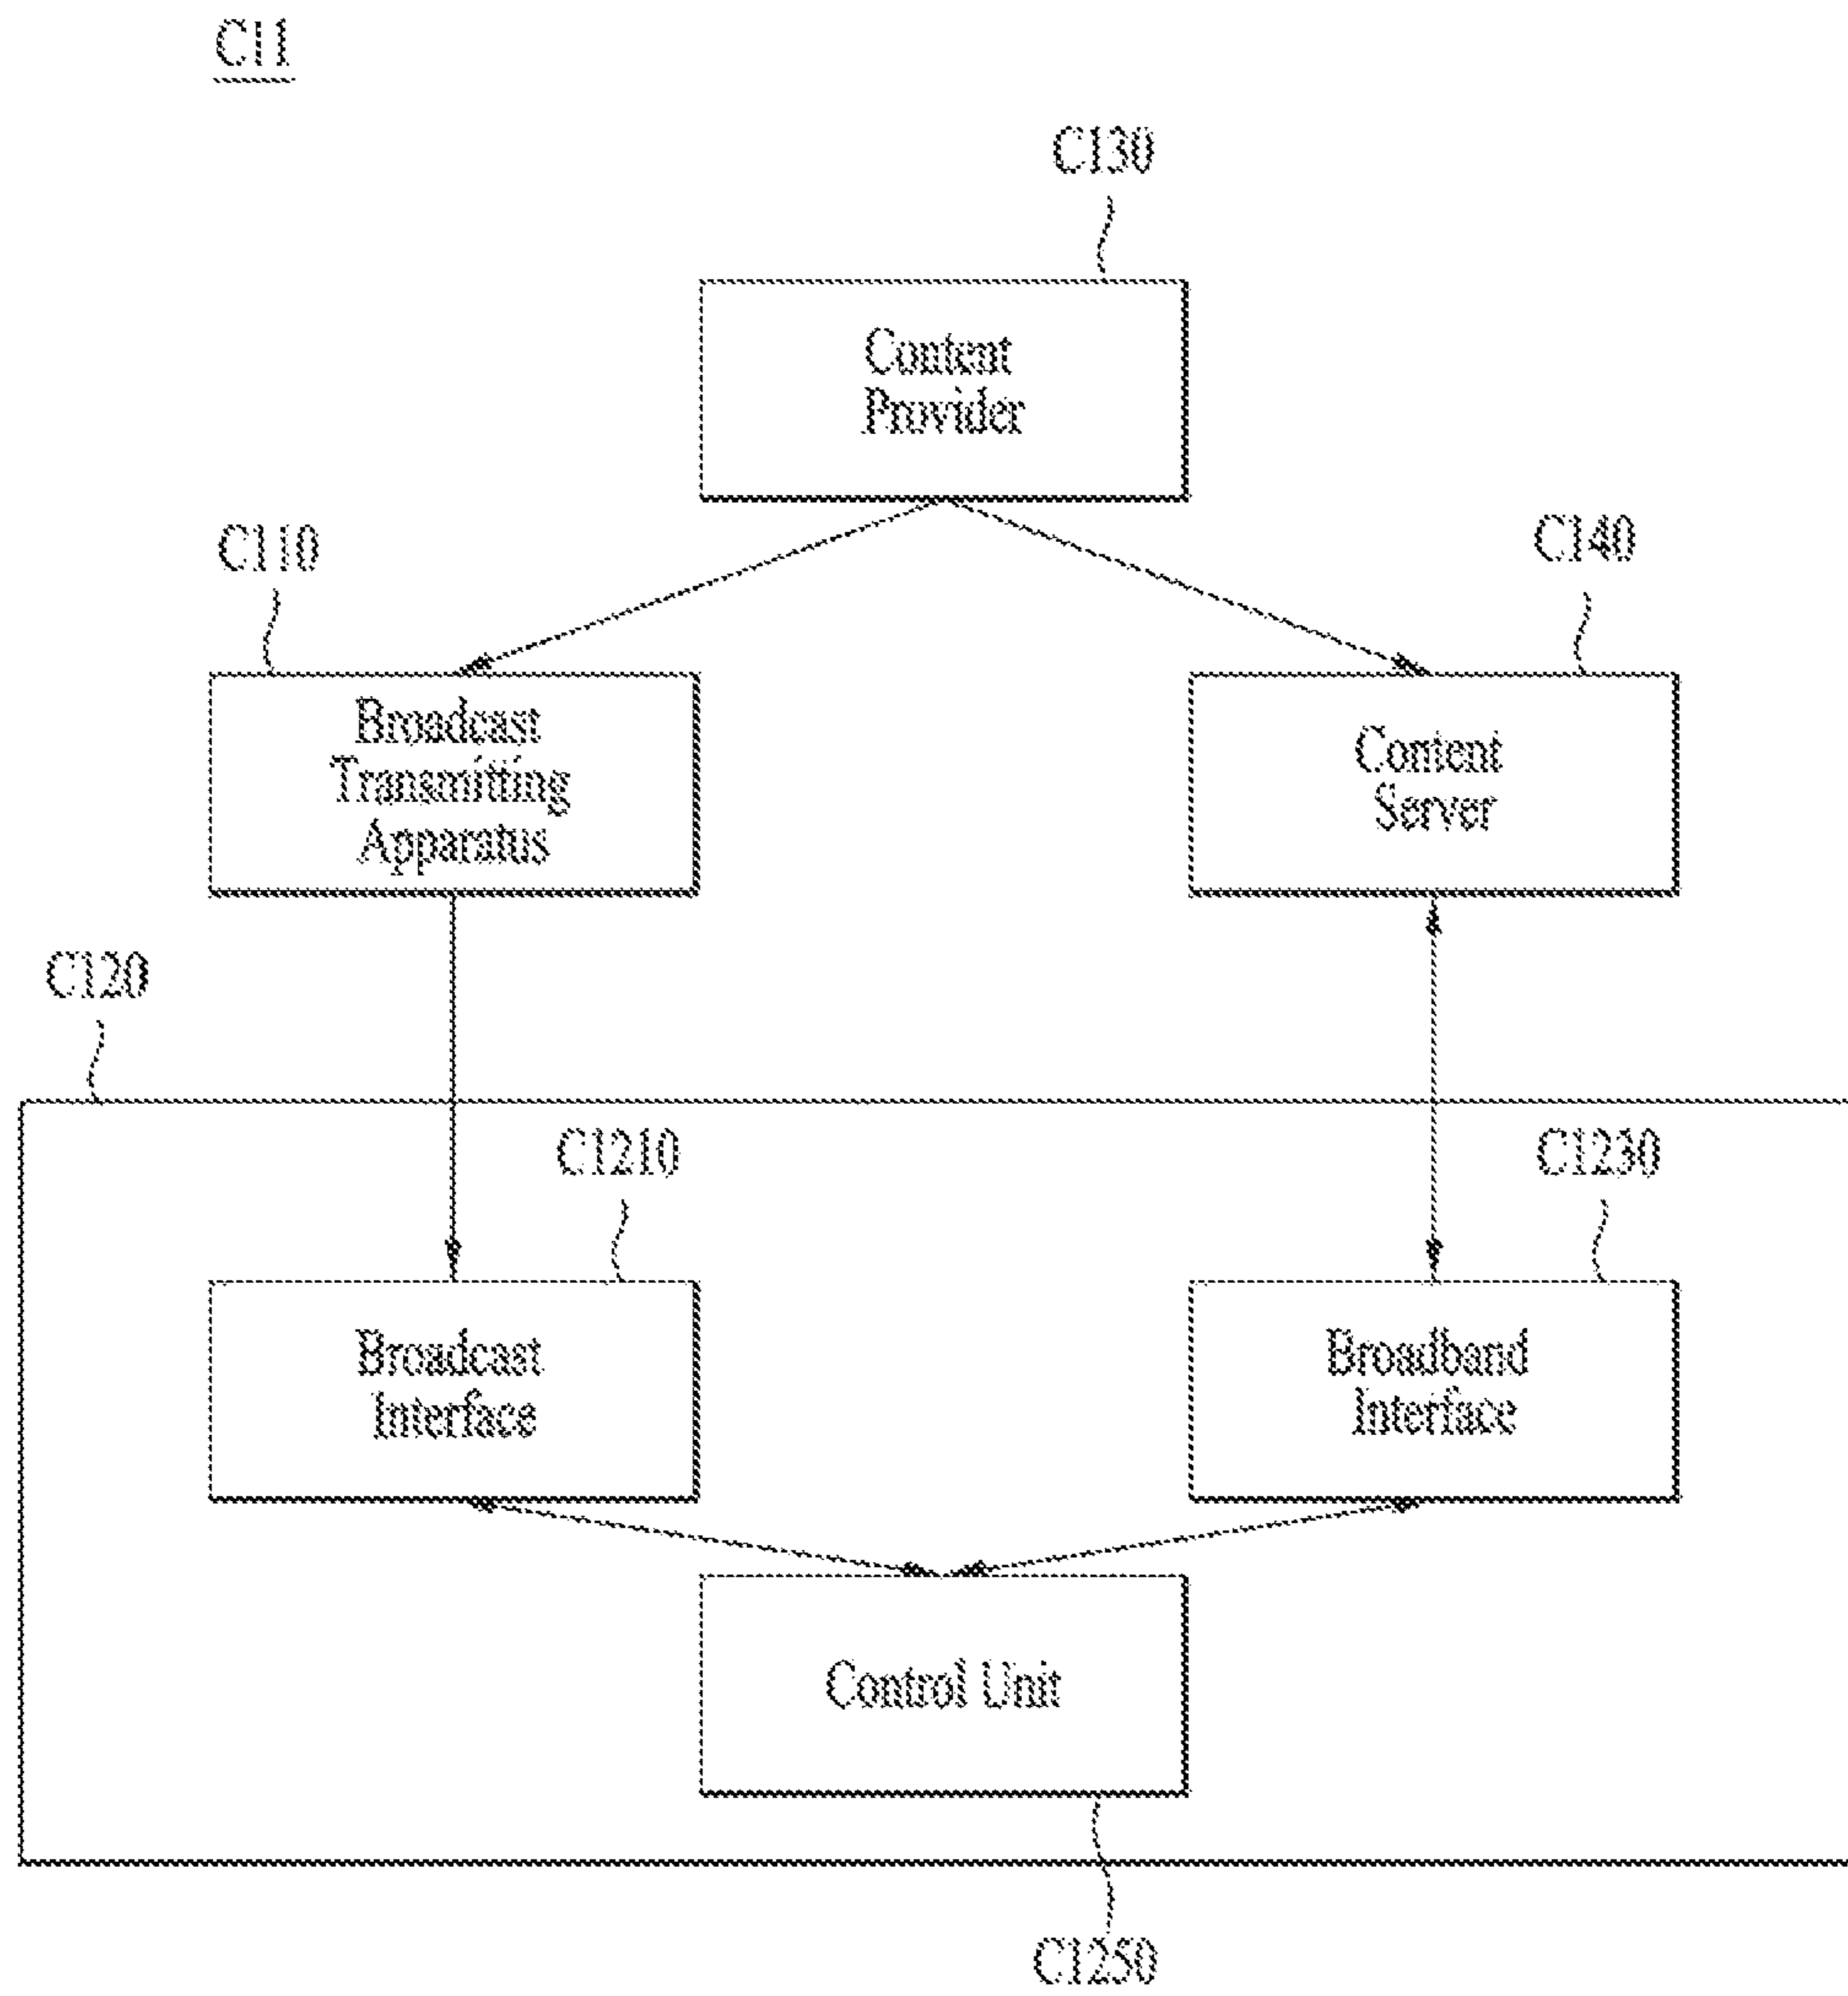 C11
C130
Content
Provider
C110
C140
Broadcast
Transmitting
Apparatus
Content
Server
C120
C1210
C1230
Broadcast
Interface
Broadband
Interface
Control Unit
C1250